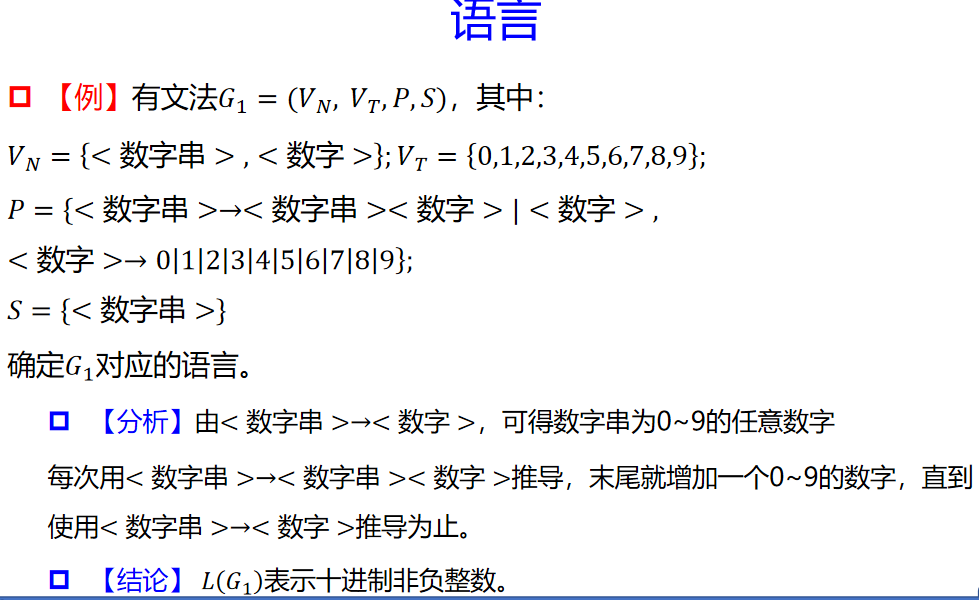 语言
【例】有文法G₁ = (V_N, V_T, P, S)，其中：
V_N = {< 数字串 >, < 数字 >}; V_T = {0,1,2,3,4,5,6,7,8,9};
P = {< 数字串 >→< 数字串 >< 数字 > | < 数字 >,
< 数字 >→ 0|1|2|3|4|5|6|7|8|9};
S = {< 数字串 >}
确定G₁对应的语言。
【分析】由< 数字串 >→< 数字 >，可得数字串为0~9的任意数字
每次用< 数字串 >→< 数字串 >< 数字 >推导，末尾就增加一个0~9的数字，直到
使用< 数字串 >→< 数字 >推导为止。
【结论】 L(G₁)表示十进制非负整数。